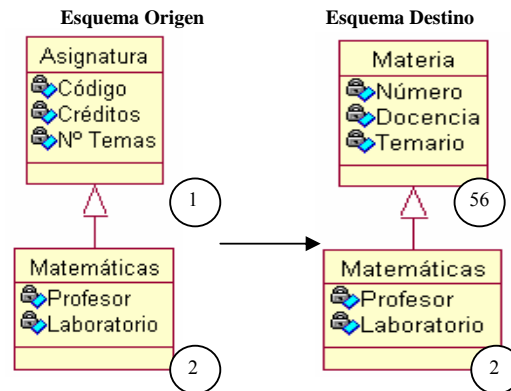 Esquema Origen
Esquema Destino
Asignatura
Código
Créditos
Nº Temas
1
Matemáticas
Profesor
Laboratorio
2
Materia
Número
Docencia
Temario
56
Matemáticas
Profesor
Laboratorio
2